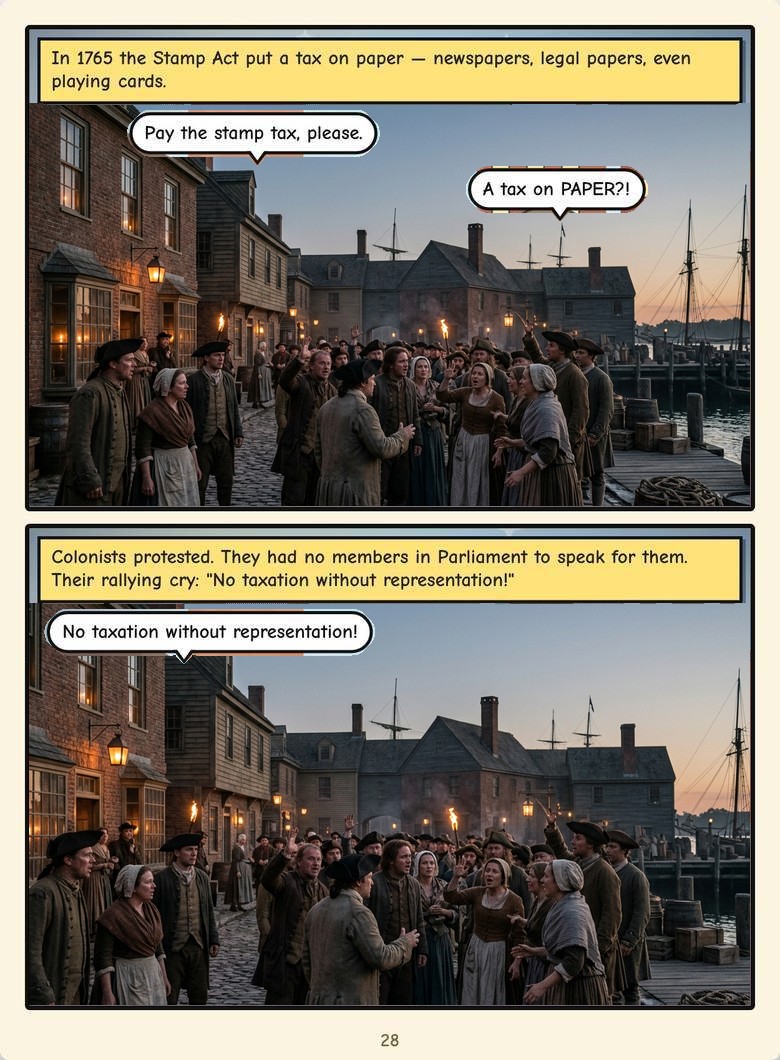 In 1765 the Stamp Act put a tax on paper — newspapers, legal papers, even
playing cards.
Pay the stamp tax, please.
A tax on PAPER?!
Colonists protested. They had no members in Parliament to speak for them.
Their rallying cry: "No taxation without representation!"
No taxation without representation!
28